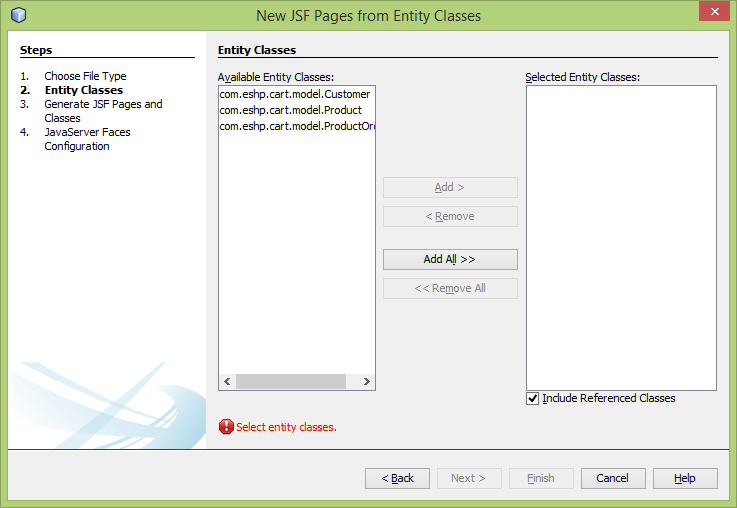 New JSF Pages from Entity Classes
Steps
1. Choose File Type
2. Entity Classes
3. Generate JSF Pages and
Classes
4. JavaServer Faces
Configuration
Entity Classes
Available Entity Classes:
com.eshp.cart.model.Customer
com.eshp.cart.model.Product
com.eshp.cart.model.ProductOrd
Add >
< Remove
Add All >>
<< Remove All
Selected Entity Classes:
Include Referenced Classes
Select entity classes.
< Back
Next >
Finish
Cancel
Help